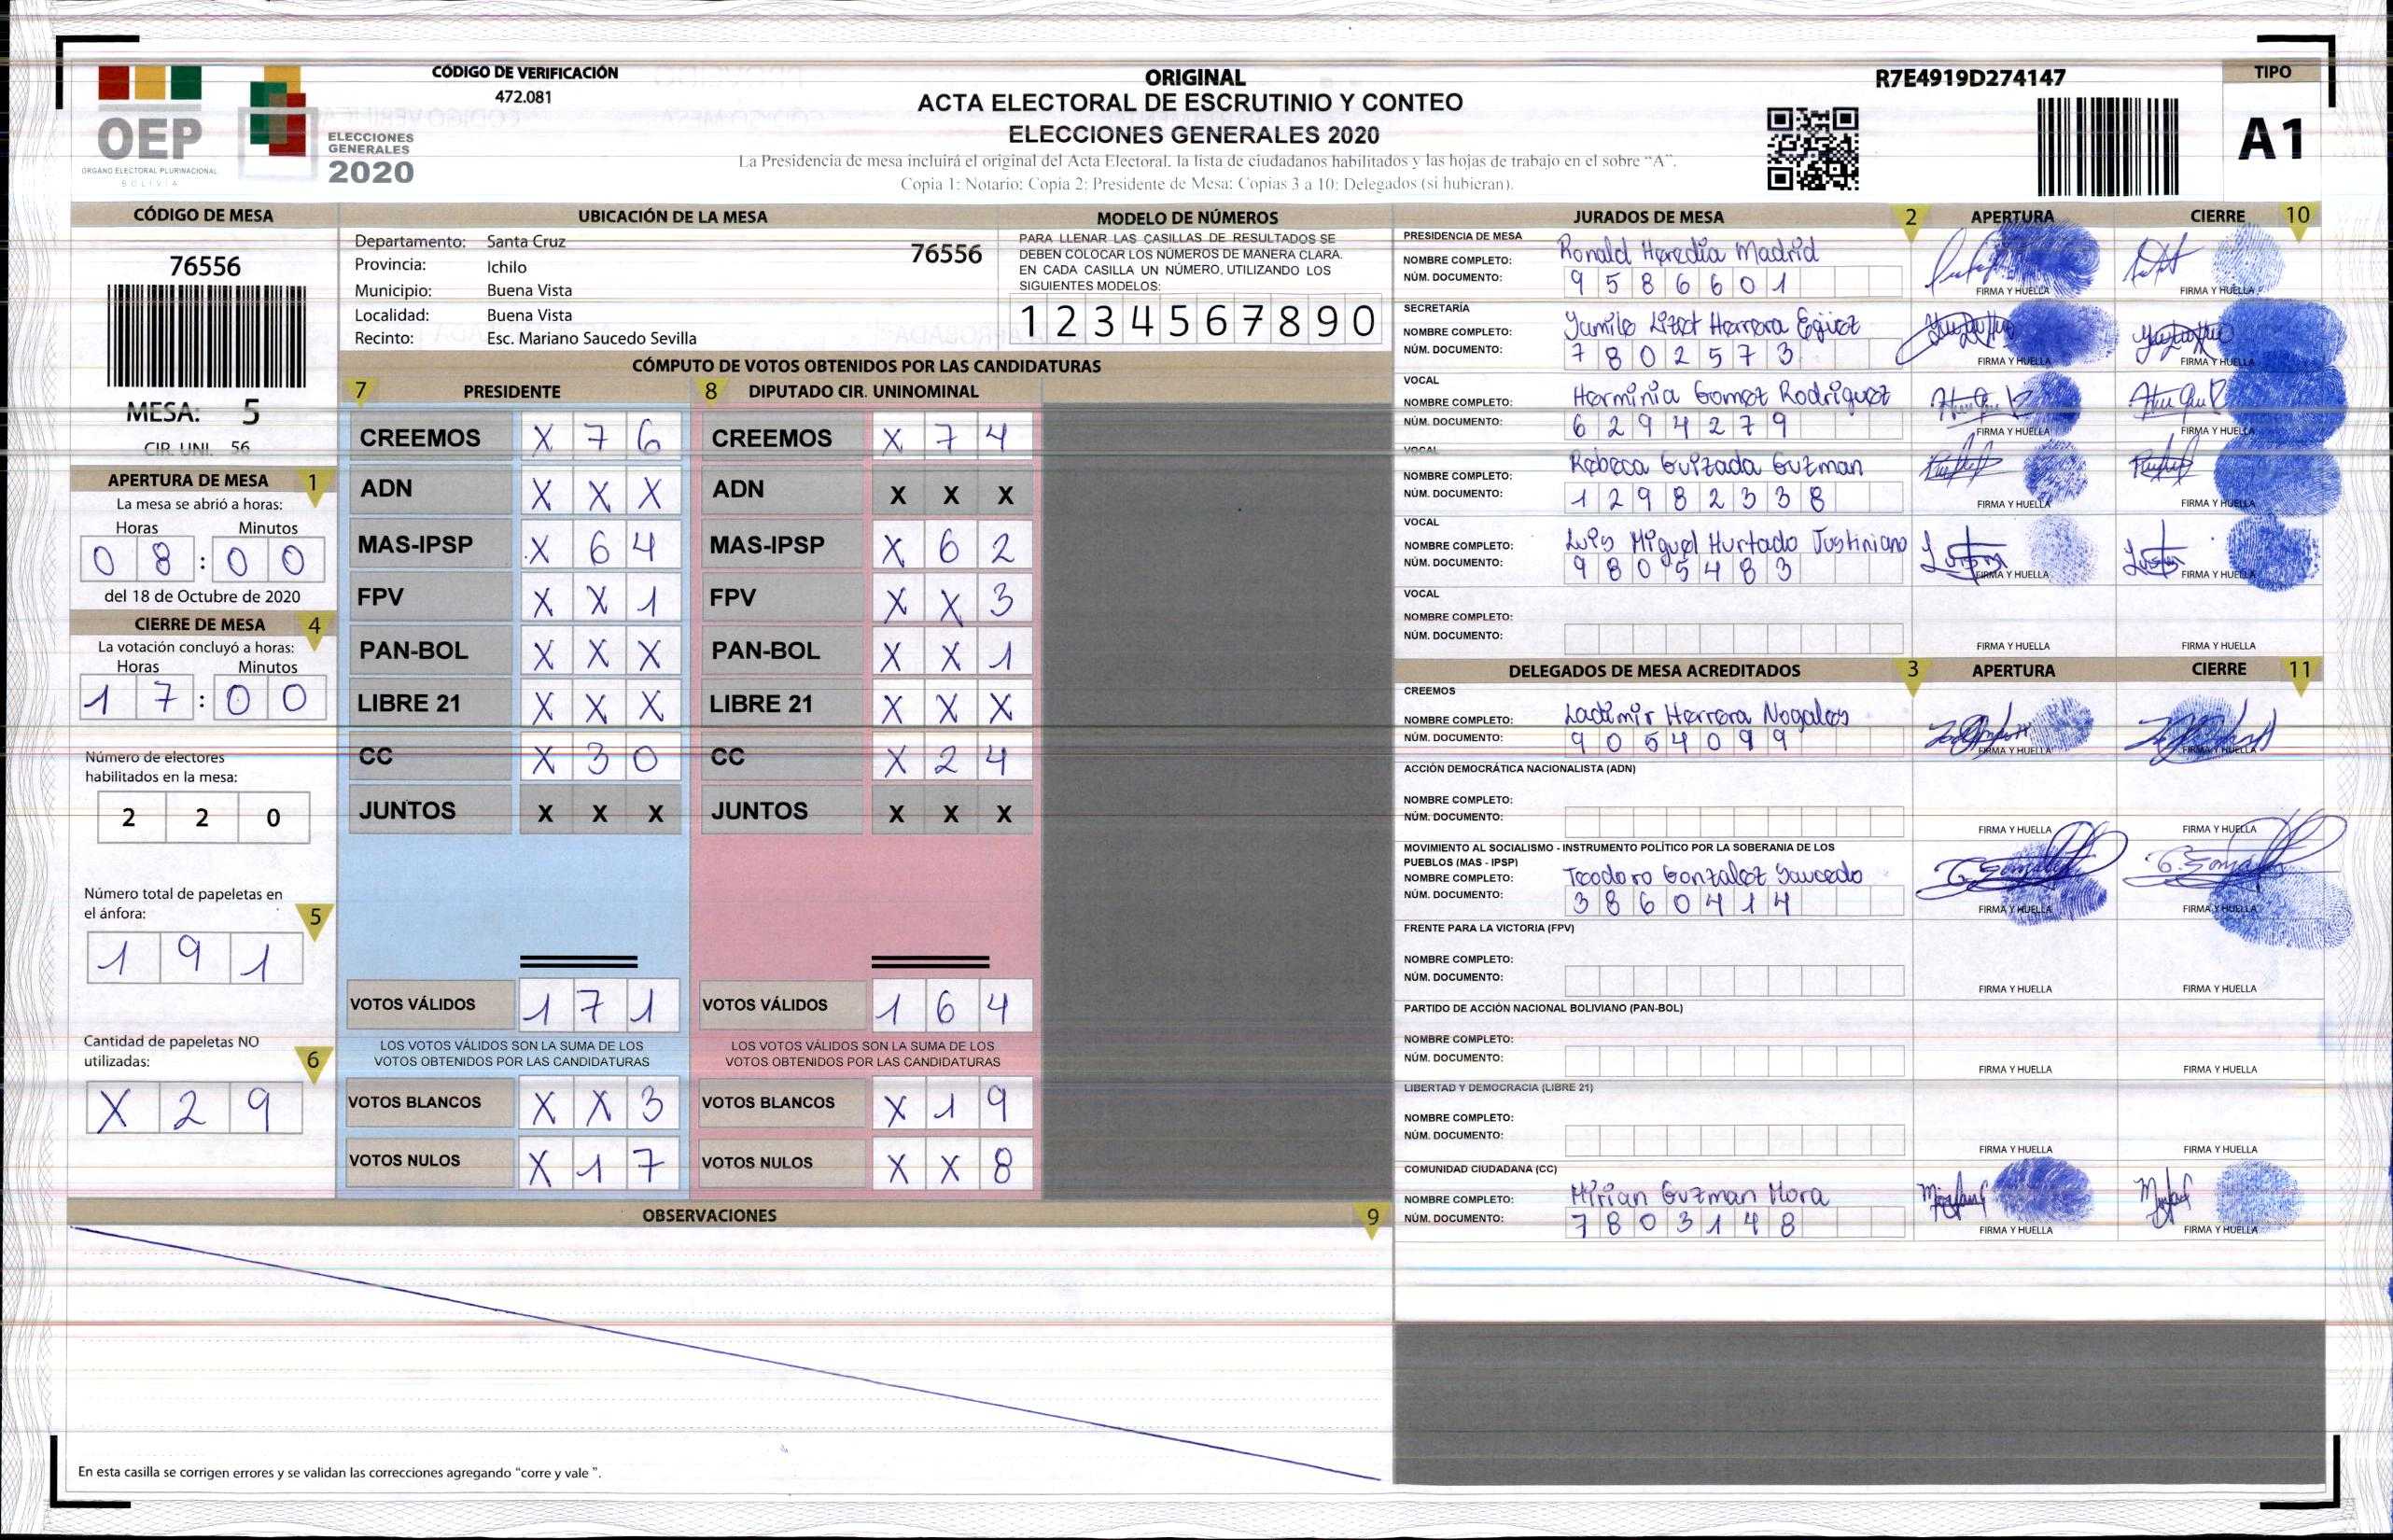 OEP
ÓRGANO ELECTORAL PLURINACIONAL
BOLIVIA
ELECCIONES
GENERALES
2020
CÓDIGO DE VERIFICACIÓN
472.081
ORIGINAL
ACTA ELECTORAL DE ESCRUTINIO Y CONTEO
ELECCIONES GENERALES 2020
La Presidencia de mesa incluirá el original del Acta Electoral, la lista de ciudadanos habilitados y las hojas de trabajo en el sobre "A".
Copia 1: Notario; Copia 2: Presidente de Mesa; Copias 3 a 10: Delegados (si hubieran).
R7E4919D274147
TIPO
A1
CÓDIGO DE MESA
76556
MESA: 5
CIR. UNI. 56
UBICACIÓN DE LA MESA
Departamento: Santa Cruz
76556
Provincia: Ichilo
Municipio: Buena Vista
Localidad: Buena Vista
Recinto: Esc. Mariano Saucedo Sevilla
MODELO DE NÚMEROS
PARA LLENAR LAS CASILLAS DE RESULTADOS SE
DEBEN COLOCAR LOS NÚMEROS DE MANERA CLARA.
EN CADA CASILLA UN NÚMERO, UTILIZANDO LOS
SIGUIENTES MODELOS:
1 2 3 4 5 6 7 8 9 0
APERTURA DE MESA 1
La mesa se abrió a horas:
Horas Minutos
0 8 : 0 0
del 18 de Octubre de 2020
CIERRE DE MESA 4
La votación concluyó a horas:
Horas Minutos
1 7 : 0 0
Número de electores
habilitados en la mesa:
2 2 0
Número total de papeletas en
el ánfora: 5
1 9 1
Cantidad de papeletas NO
utilizadas: 6
X 2 9
CÓMPUTO DE VOTOS OBTENIDOS POR LAS CANDIDATURAS
7 PRESIDENTE
CREEMOS X 7 6
ADN X X X
MAS-IPSP X 6 4
FPV X X 1
PAN-BOL X X X
LIBRE 21 X X X
CC X 3 0
JUNTOS X X X
VOTOS VÁLIDOS 1 7 1
LOS VOTOS VÁLIDOS SON LA SUMA DE LOS
VOTOS OBTENIDOS POR LAS CANDIDATURAS
VOTOS BLANCOS X X 3
VOTOS NULOS X 1 7
8 DIPUTADO CIR. UNINOMINAL
CREEMOS X 7 4
ADN X X X
MAS-IPSP X 6 2
FPV X X 3
PAN-BOL X X 1
LIBRE 21 X X X
CC X 2 4
JUNTOS X X X
VOTOS VÁLIDOS 1 6 4
LOS VOTOS VÁLIDOS SON LA SUMA DE LOS
VOTOS OBTENIDOS POR LAS CANDIDATURAS
VOTOS BLANCOS X 1 9
VOTOS NULOS X X 8
OBSERVACIONES 9
En esta casilla se corrigen errores y se validan las correcciones agregando "corre y vale ".
JURADOS DE MESA 2 APERTURA CIERRE 10
PRESIDENCIA DE MESA
NOMBRE COMPLETO: Ronald Heredia Madrid
NÚM. DOCUMENTO: 9 5 8 6 6 0 1
FIRMA Y HUELLA FIRMA Y HUELLA
SECRETARÍA
NOMBRE COMPLETO: Yamile Lizet Herrera Eguez
NÚM. DOCUMENTO: 7 8 0 2 5 7 3
FIRMA Y HUELLA FIRMA Y HUELLA
VOCAL
NOMBRE COMPLETO: Herminia Gomez Rodriguez
NÚM. DOCUMENTO: 6 2 9 4 2 7 9
FIRMA Y HUELLA FIRMA Y HUELLA
VOCAL
NOMBRE COMPLETO: Rebeca Guizada Guzman
NÚM. DOCUMENTO: 1 2 9 8 2 3 3 8
FIRMA Y HUELLA FIRMA Y HUELLA
VOCAL
NOMBRE COMPLETO: Luis Miguel Hurtado Justiniano
NÚM. DOCUMENTO: 9 8 0 5 4 8 3
FIRMA Y HUELLA FIRMA Y HUELLA
VOCAL
NOMBRE COMPLETO:
NÚM. DOCUMENTO:
FIRMA Y HUELLA FIRMA Y HUELLA
DELEGADOS DE MESA ACREDITADOS 3 APERTURA CIERRE 11
CREEMOS
NOMBRE COMPLETO: Ladimir Herrera Nogales
NÚM. DOCUMENTO: 9 0 5 4 0 9 9
FIRMA Y HUELLA FIRMA Y HUELLA
ACCIÓN DEMOCRÁTICA NACIONALISTA (ADN)
NOMBRE COMPLETO:
NÚM. DOCUMENTO:
FIRMA Y HUELLA FIRMA Y HUELLA
MOVIMIENTO AL SOCIALISMO - INSTRUMENTO POLÍTICO POR LA SOBERANIA DE LOS
PUEBLOS (MAS - IPSP)
NOMBRE COMPLETO: Teodoro Gonzalez Saucedo
NÚM. DOCUMENTO: 3 8 6 0 4 1 4
FIRMA Y HUELLA FIRMA Y HUELLA
FRENTE PARA LA VICTORIA (FPV)
NOMBRE COMPLETO:
NÚM. DOCUMENTO:
FIRMA Y HUELLA FIRMA Y HUELLA
PARTIDO DE ACCIÓN NACIONAL BOLIVIANO (PAN-BOL)
NOMBRE COMPLETO:
NÚM. DOCUMENTO:
FIRMA Y HUELLA FIRMA Y HUELLA
LIBERTAD Y DEMOCRACIA (LIBRE 21)
NOMBRE COMPLETO:
NÚM. DOCUMENTO:
FIRMA Y HUELLA FIRMA Y HUELLA
COMUNIDAD CIUDADANA (CC)
NOMBRE COMPLETO: Mirian Guzman Mora
NÚM. DOCUMENTO: 7 8 0 3 1 4 8
FIRMA Y HUELLA FIRMA Y HUELLA